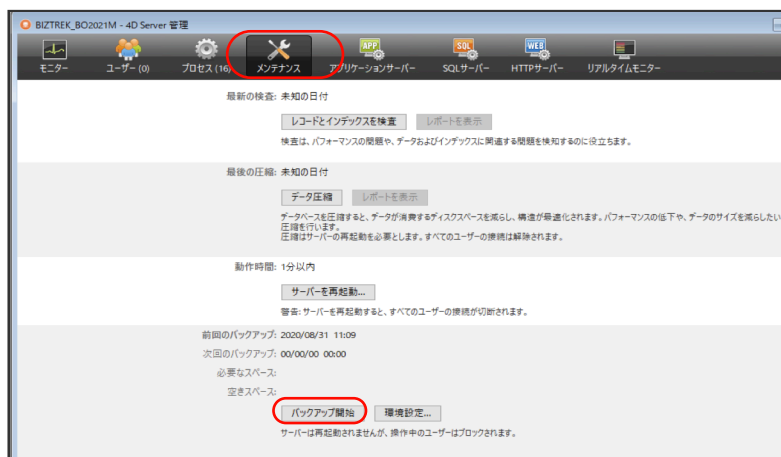 BIZTREK_BO2021M - 4D Server 管理
モニター
ユーザー (0)
プロセス (16)
メンテナンス
APP
アプリケーションサーバー
SQL
SQLサーバー
WEB
HTTPサーバー
リアルタイムモニター
最新の検査: 未知の日付
レコードとインデックスを検査 レポートを表示
検査は、パフォーマンスの問題や、データおよびインデックスに関連する問題を検知するのに役立ちます。
最後の圧縮: 未知の日付
データ圧縮 レポートを表示
データベースを圧縮すると、データが消費するディスクスペースを減らし、構造が最適化されます。パフォーマンスの低下や、データのサイズを減らしたい
圧縮を行います。
圧縮はサーバーの再起動を必要とします。すべてのユーザーの接続は解除されます。
動作時間: 1分以内
サーバーを再起動...
警告: サーバーを再起動すると、すべてのユーザーの接続が切断されます。
前回のバックアップ: 2020/08/31 11:09
次回のバックアップ: 00/00/00 00:00
必要なスペース:
空きスペース:
バックアップ開始 環境設定...
サーバーは再起動されませんが、操作中のユーザーはブロックされます。